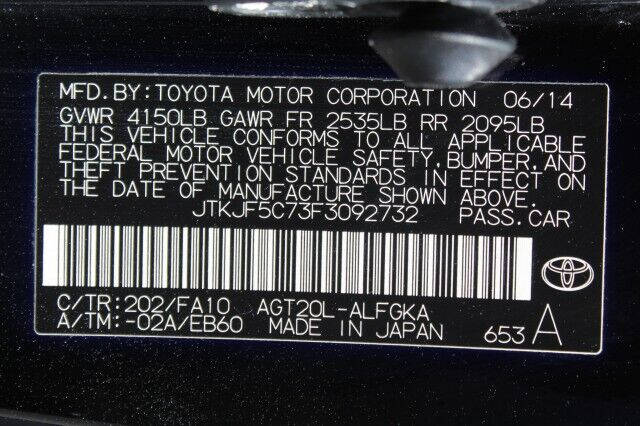 MFD.BY:TOYOTA MOTOR CORPORATION 06/14
GVWR 4150LB GAWR FR 2535LB RR 2095LB
THIS VEHICLE CONFORMS TO ALL APPLICABLE
FEDERAL MOTOR VEHICLE SAFETY,BUMPER,AND
THEFT PREVENTION STANDARDS IN EFFECT ON
THE DATE OF MANUFACTURE SHOWN ABOVE.
JTKJF5C73F3092732 PASS.CAR
C/TR:202/FA10 AGT20L-ALFGKA
A/TM:-02A/EB60 MADE IN JAPAN 653 A